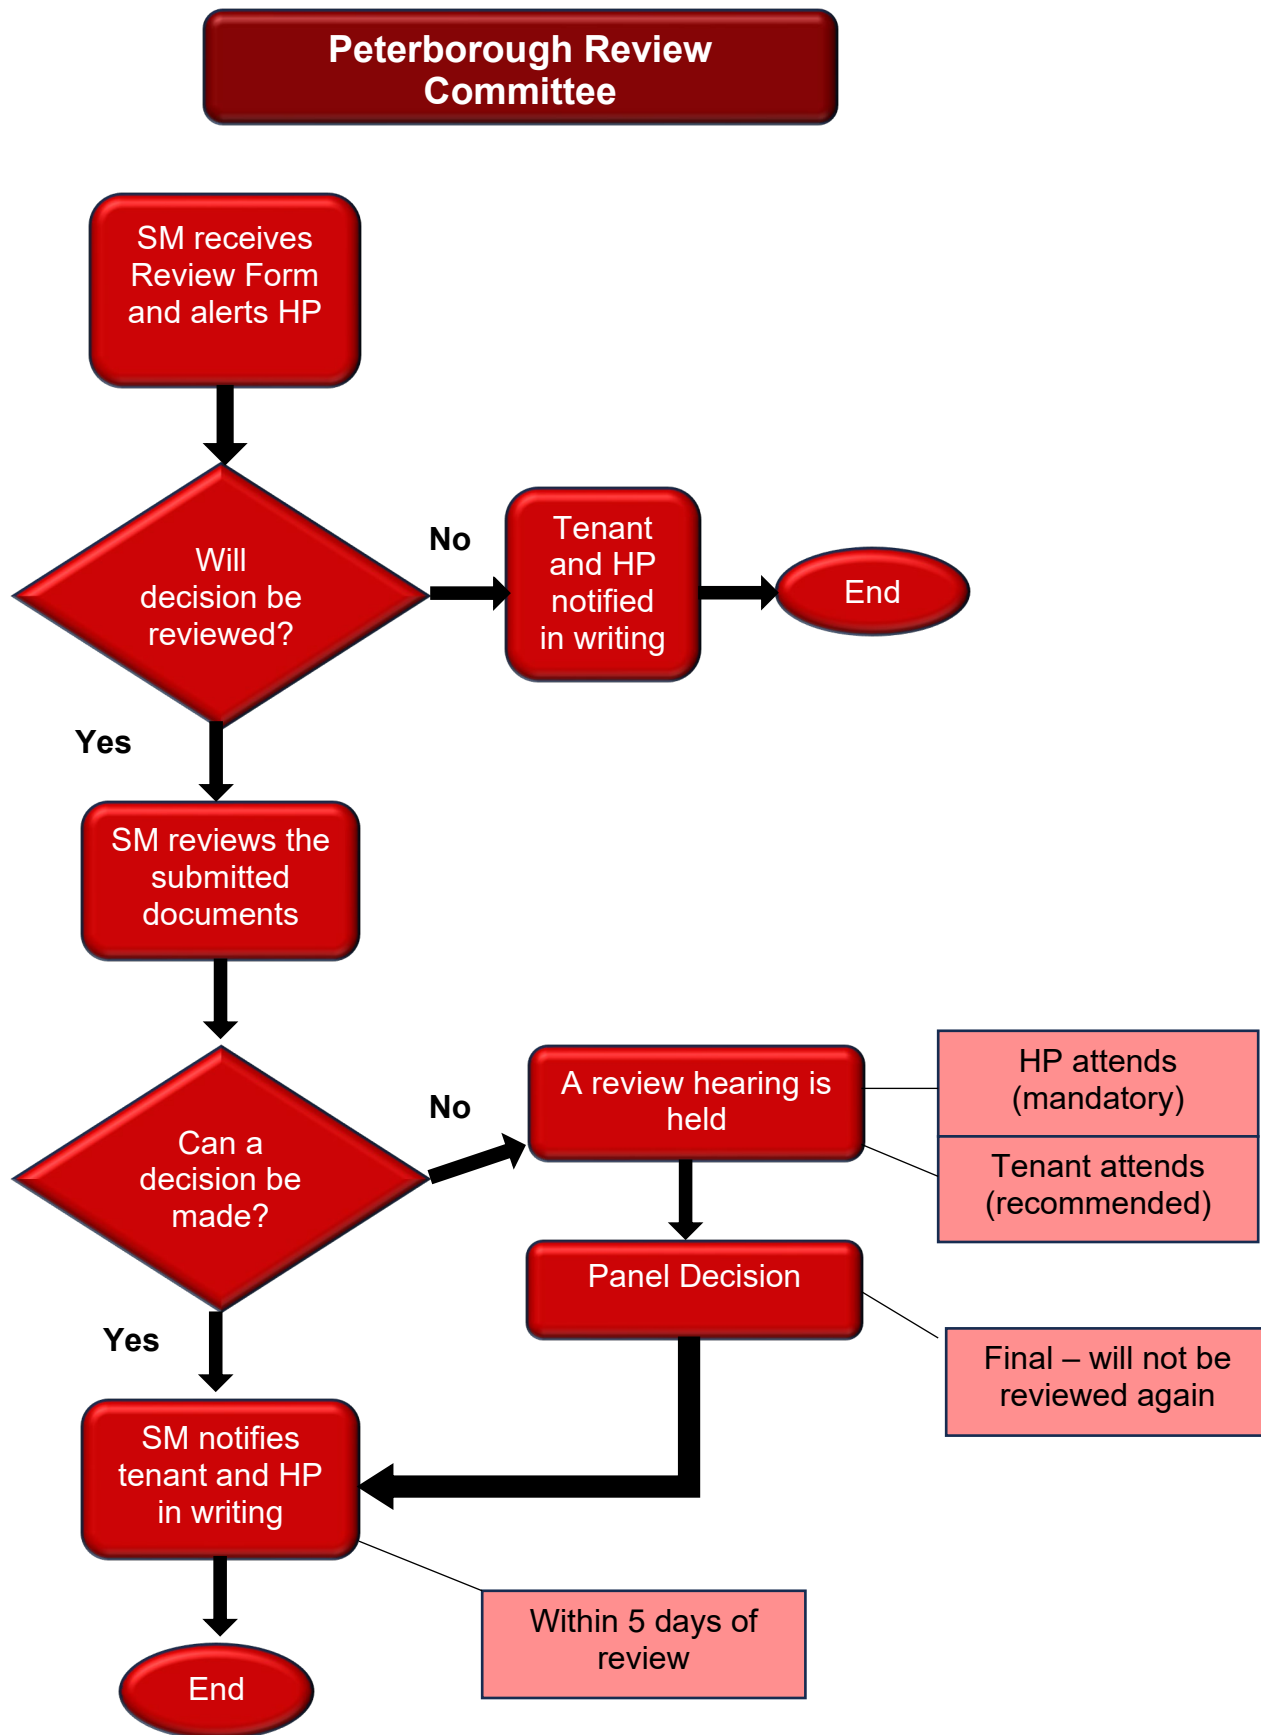 Peterborough Review
Committee
SM receives
Review Form
and alerts HP
Will
decision be
reviewed?
No
Tenant
and HP
notified
in writing
End
Yes
SM reviews the
submitted
documents
Can a
decision be
made?
No
A review hearing is
held
HP attends
(mandatory)
Tenant attends
(recommended)
Panel Decision
Final – will not be
reviewed again
Yes
SM notifies
tenant and HP
in writing
Within 5 days of
review
End